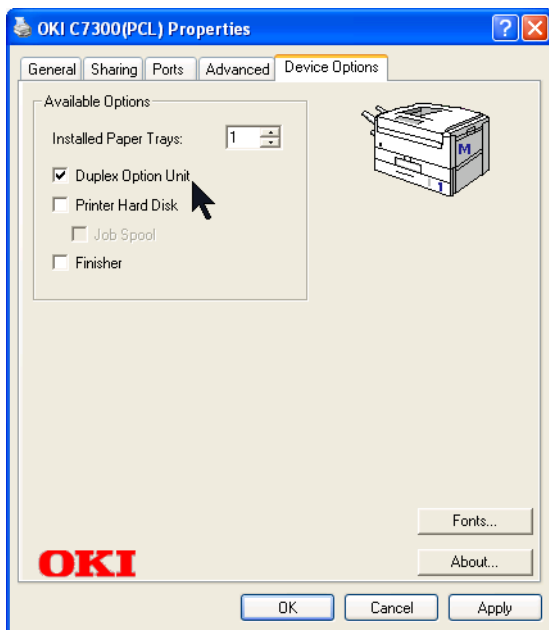 OKI C7300(PCL) Properties
General Sharing Ports Advanced Device Options
Available Options
Installed Paper Trays: 1
Duplex Option Unit
Printer Hard Disk
Job Spool
Finisher
M
1
Fonts...
OKI
About...
OK Cancel Apply